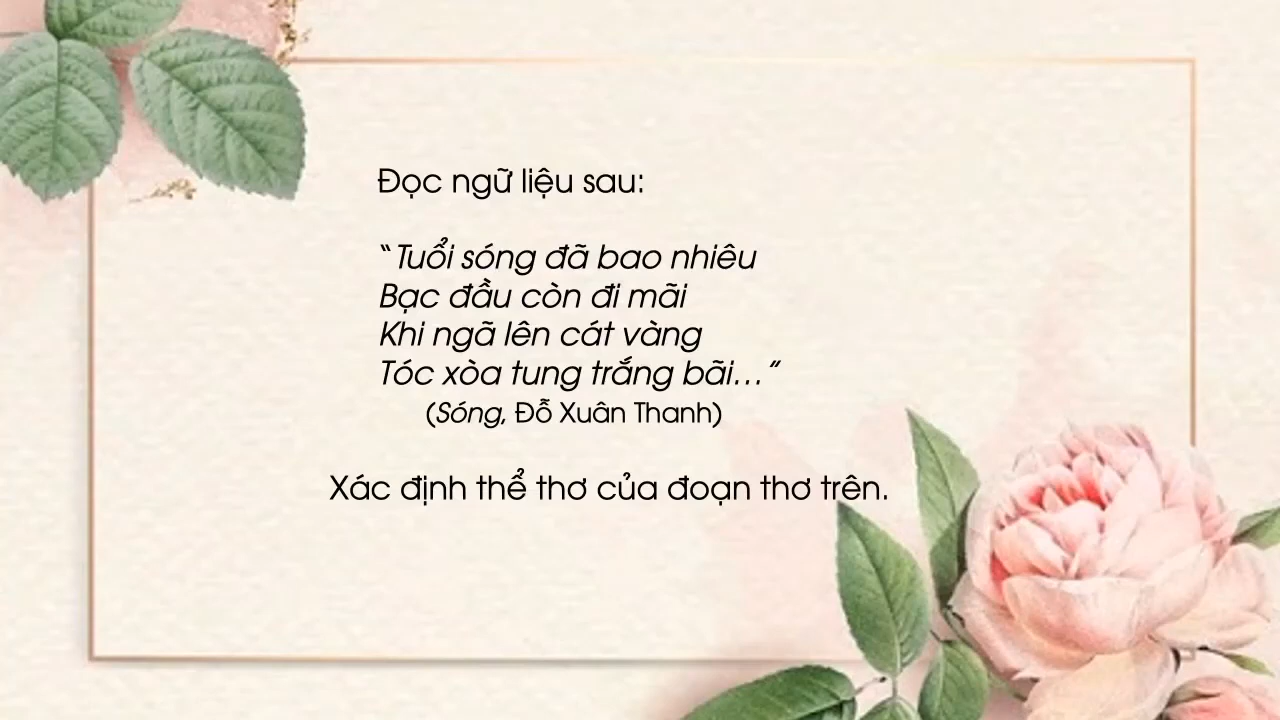 Đọc ngữ liệu sau:
“Tuổi sóng đã bao nhiêu
Bạc đầu còn đi mãi
Khi ngã lên cát vàng
Tóc xòa tung trắng bãi…”
(Sóng, Đỗ Xuân Thanh)
Xác định thể thơ của đoạn thơ trên.